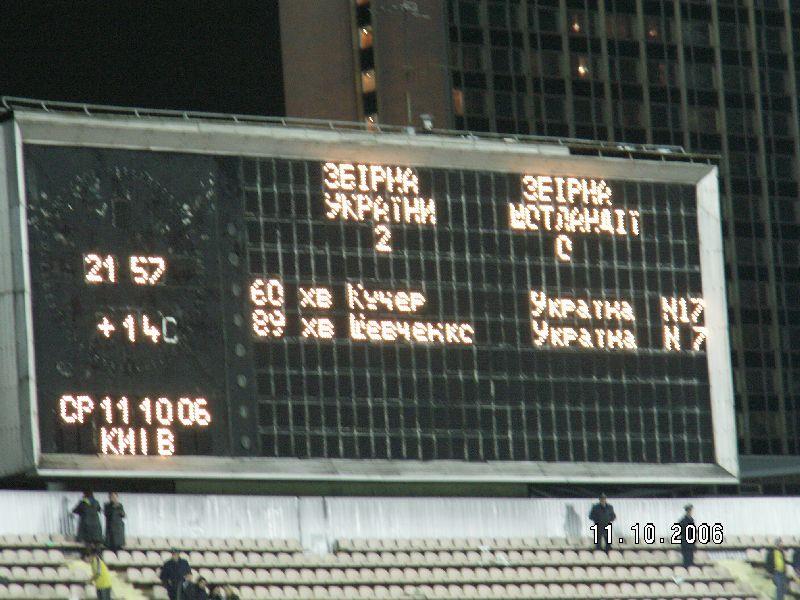 ЗБІРНА
УКРАЇНИ
2
ЗБІРНА
ШОТЛАНДІЇ
0
21 57
+14C
60 хв Кучер Україна N17
89 хв Шевченко Україна N 7
СР 11 10 06
КИЇВ
11.10.2006